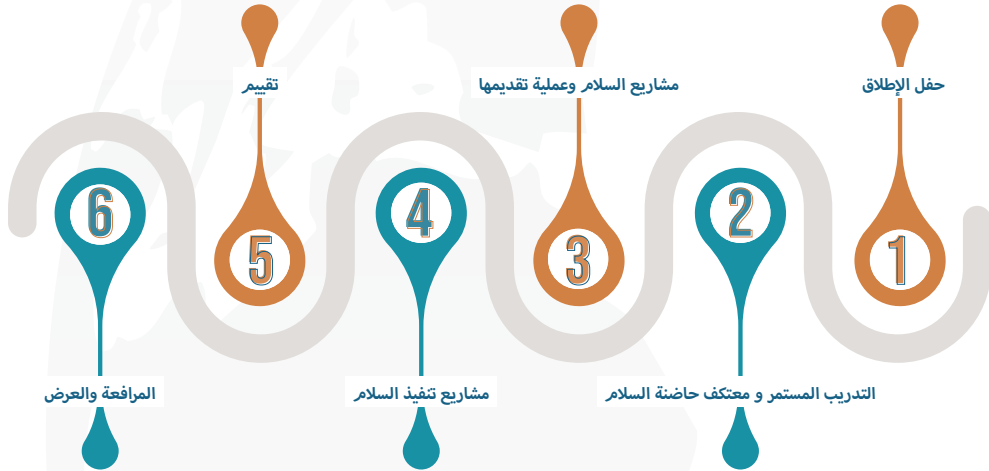 1
حفل الإطلاق
2
التدريب المستمر و معتكف حاضنة السلام
3
مشاريع السلام وعملية تقديمها
4
مشاريع تنفيذ السلام
5
تقييم
6
المرافعة والعرض